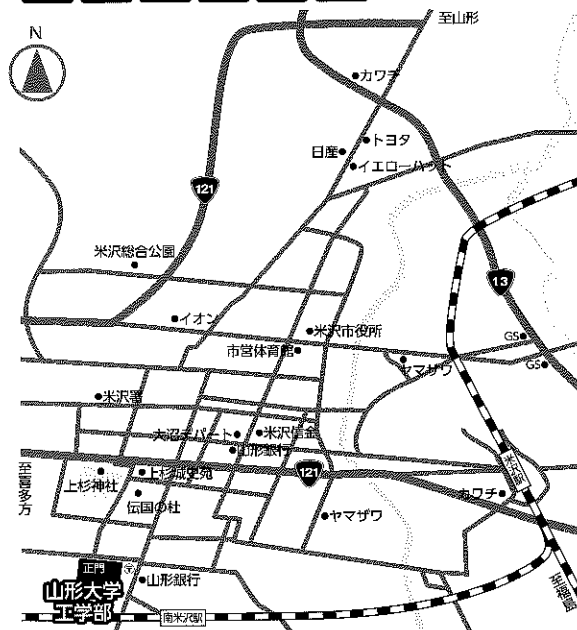 至山形
N
カワチ
トヨタ
日産
イエローハット
121
米沢総合公園
13
イオン
米沢市役所
市営体育館
GS
ヤマザワ
GS
米沢署
大沼デパート
米沢信金
山形銀行
至喜多方
上杉神社
上杉城史苑
121
米沢駅
カワチ
伝国の杜
ヤマザワ
正門
山形大学
工学部
山形銀行
南米沢駅
至福島